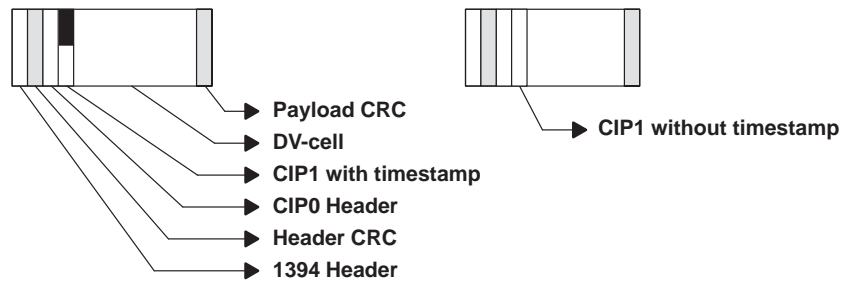 Payload CRC
DV-cell
CIP1 with timestamp
CIP0 Header
Header CRC
1394 Header
CIP1 without timestamp